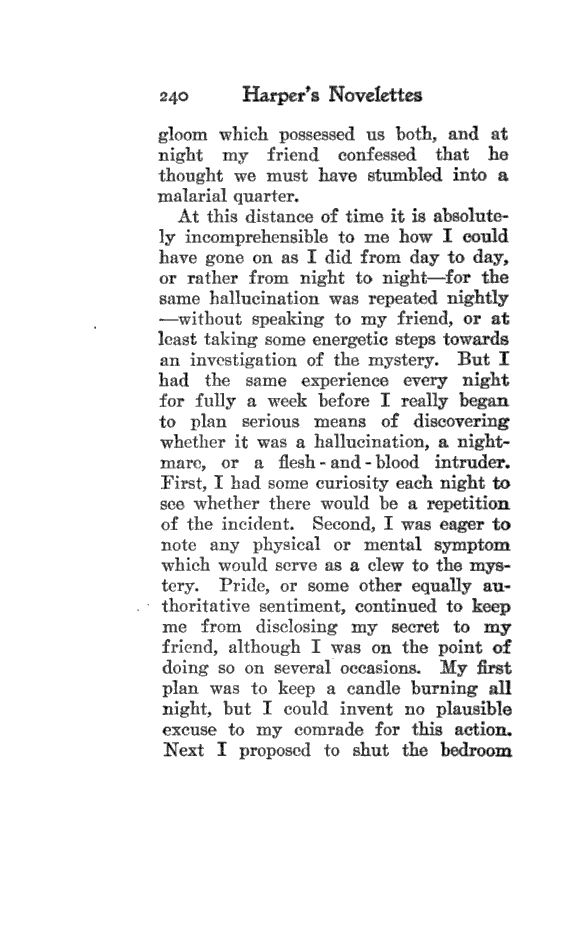 240 Harper's Novelettes
gloom which possessed us both, and at
night my friend confessed that he
thought we must have stumbled into a
malarial quarter.
At this distance of time it is absolute-
ly incomprehensible to me how I could
have gone on as I did from day to day,
or rather from night to night—for the
same hallucination was repeated nightly
—without speaking to my friend, or at
least taking some energetic steps towards
an investigation of the mystery. But I
had the same experience every night
for fully a week before I really began
to plan serious means of discovering
whether it was a hallucination, a night-
mare, or a flesh-and-blood intruder.
First, I had some curiosity each night to
see whether there would be a repetition
of the incident. Second, I was eager to
note any physical or mental symptom
which would serve as a clew to the mys-
tery. Pride, or some other equally au-
thoritative sentiment, continued to keep
me from disclosing my secret to my
friend, although I was on the point of
doing so on several occasions. My first
plan was to keep a candle burning all
night, but I could invent no plausible
excuse to my comrade for this action.
Next I proposed to shut the bedroom